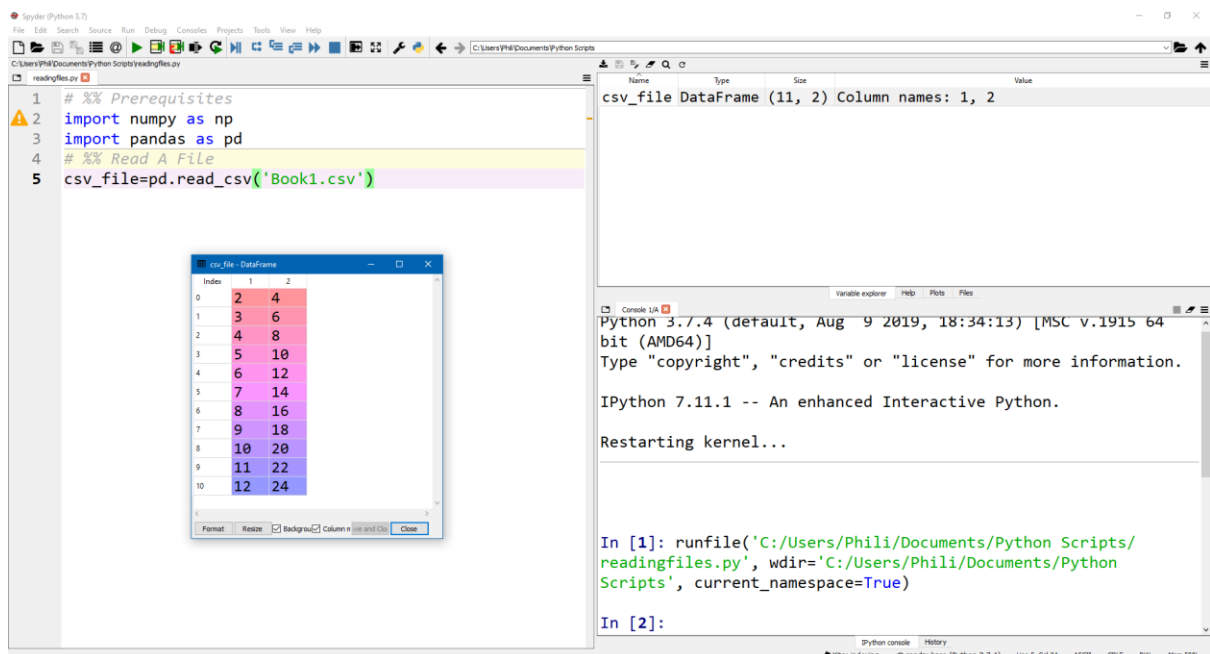 Spyder (Python 3.7)
File Edit Search Source Run Debug Consoles Projects Tools View Help
C:\Users\Phili\Documents\Python Scripts
C:\Users\Phili\Documents\Python Scripts\readingfiles.py
readingfiles.py
1 # %% Prerequisites
2 import numpy as np
3 import pandas as pd
4 # %% Read A File
5 csv_file=pd.read_csv('Book1.csv')
csv_file - DataFrame
Index 1 2
0 2 4
1 3 6
2 4 8
3 5 10
4 6 12
5 7 14
6 8 16
7 9 18
8 10 20
9 11 22
10 12 24
Format Resize Backgrou Column Close
Name Type Size Value
csv_file DataFrame (11, 2) Column names: 1, 2
Variable explorer Help Plots Files
Console 1/A
Python 3.7.4 (default, Aug 9 2019, 18:34:13) [MSC v.1915 64
bit (AMD64)]
Type "copyright", "credits" or "license" for more information.
IPython 7.11.1 -- An enhanced Interactive Python.
Restarting kernel...
In [1]: runfile('C:/Users/Phili/Documents/Python Scripts/
readingfiles.py', wdir='C:/Users/Phili/Documents/Python
Scripts', current_namespace=True)
In [2]:
IPython console History